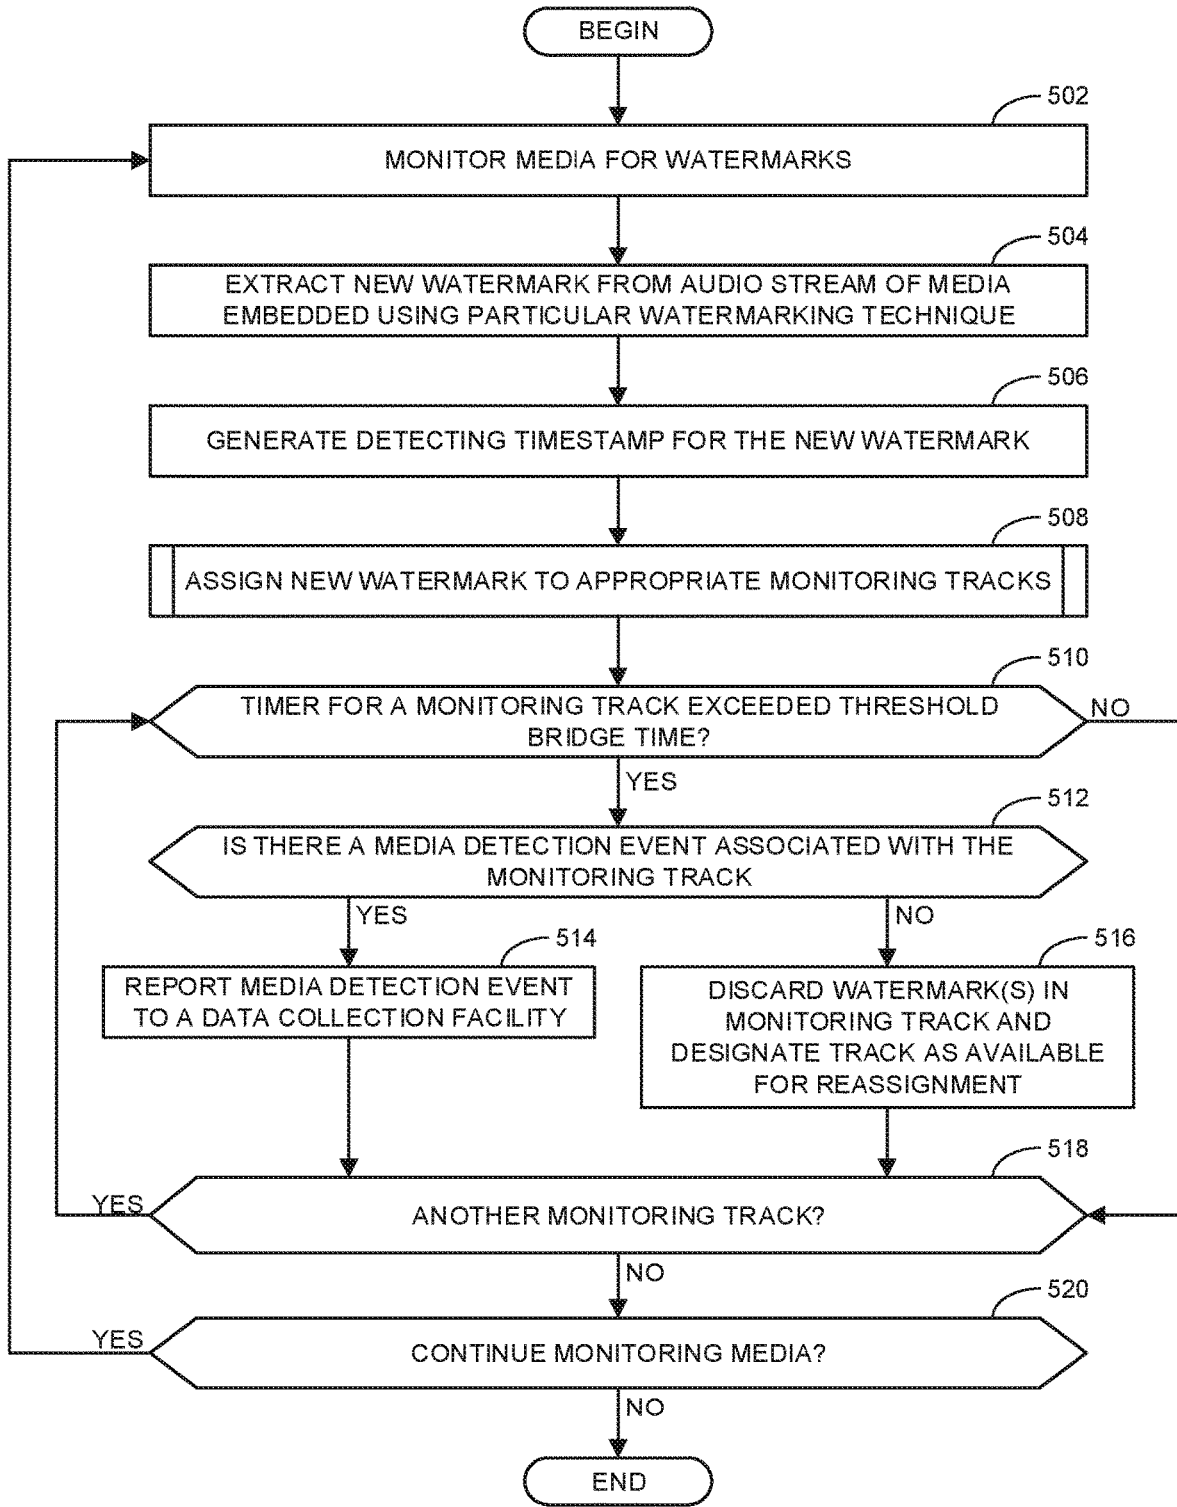 BEGIN
502
MONITOR MEDIA FOR WATERMARKS
504
EXTRACT NEW WATERMARK FROM AUDIO STREAM OF MEDIA
EMBEDDED USING PARTICULAR WATERMARKING TECHNIQUE
506
GENERATE DETECTING TIMESTAMP FOR THE NEW WATERMARK
508
ASSIGN NEW WATERMARK TO APPROPRIATE MONITORING TRACKS
510
TIMER FOR A MONITORING TRACK EXCEEDED THRESHOLD
BRIDGE TIME?
NO
YES
512
IS THERE A MEDIA DETECTION EVENT ASSOCIATED WITH THE
MONITORING TRACK
YES
NO
514
REPORT MEDIA DETECTION EVENT
TO A DATA COLLECTION FACILITY
516
DISCARD WATERMARK(S) IN
MONITORING TRACK AND
DESIGNATE TRACK AS AVAILABLE
FOR REASSIGNMENT
518
YES
ANOTHER MONITORING TRACK?
NO
520
YES
CONTINUE MONITORING MEDIA?
NO
END